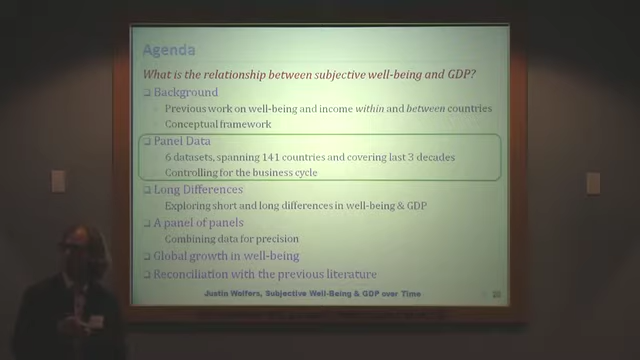 Agenda
What is the relationship between subjective well-being and GDP?
Background
Previous work on well-being and income within and between countries
Conceptual framework
Panel Data
6 datasets, spanning 141 countries and covering last 3 decades
Controlling for the business cycle
Long Differences
Exploring short and long differences in well-being & GDP
A panel of panels
Combining data for precision
Global growth in well-being
Reconciliation with the previous literature
Justin Wolfers, Subjective Well-Being & GDP over Time